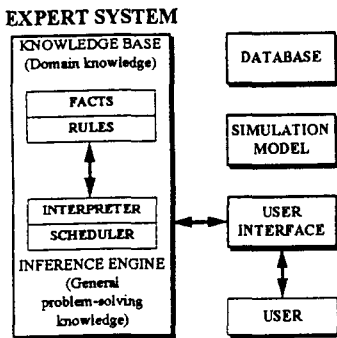 EXPERT SYSTEM
KNOWLEDGE BASE
(Domain knowledge)
FACTS
RULES
INTERPRETER
SCHEDULER
INFERENCE ENGINE
(General
problem-solving
knowledge)
DATABASE
SIMULATION
MODEL
USER
INTERFACE
USER